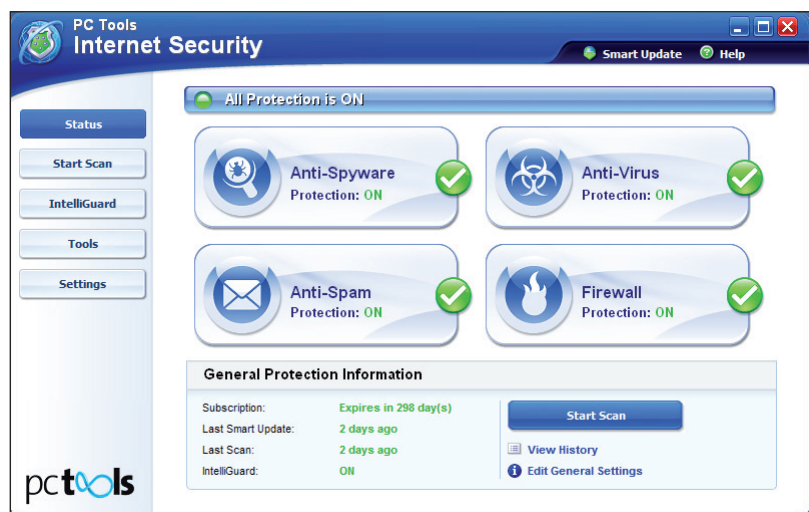 PC Tools
Internet Security
Smart Update
Help
All Protection is ON
Status
Start Scan
IntelliGuard
Tools
Settings
Anti-Spyware
Protection: ON
Anti-Virus
Protection: ON
Anti-Spam
Protection: ON
Firewall
Protection: ON
General Protection Information
Subscription: Expires in 298 day(s)
Last Smart Update: 2 days ago
Last Scan: 2 days ago
IntelliGuard: ON
Start Scan
View History
Edit General Settings
pctools